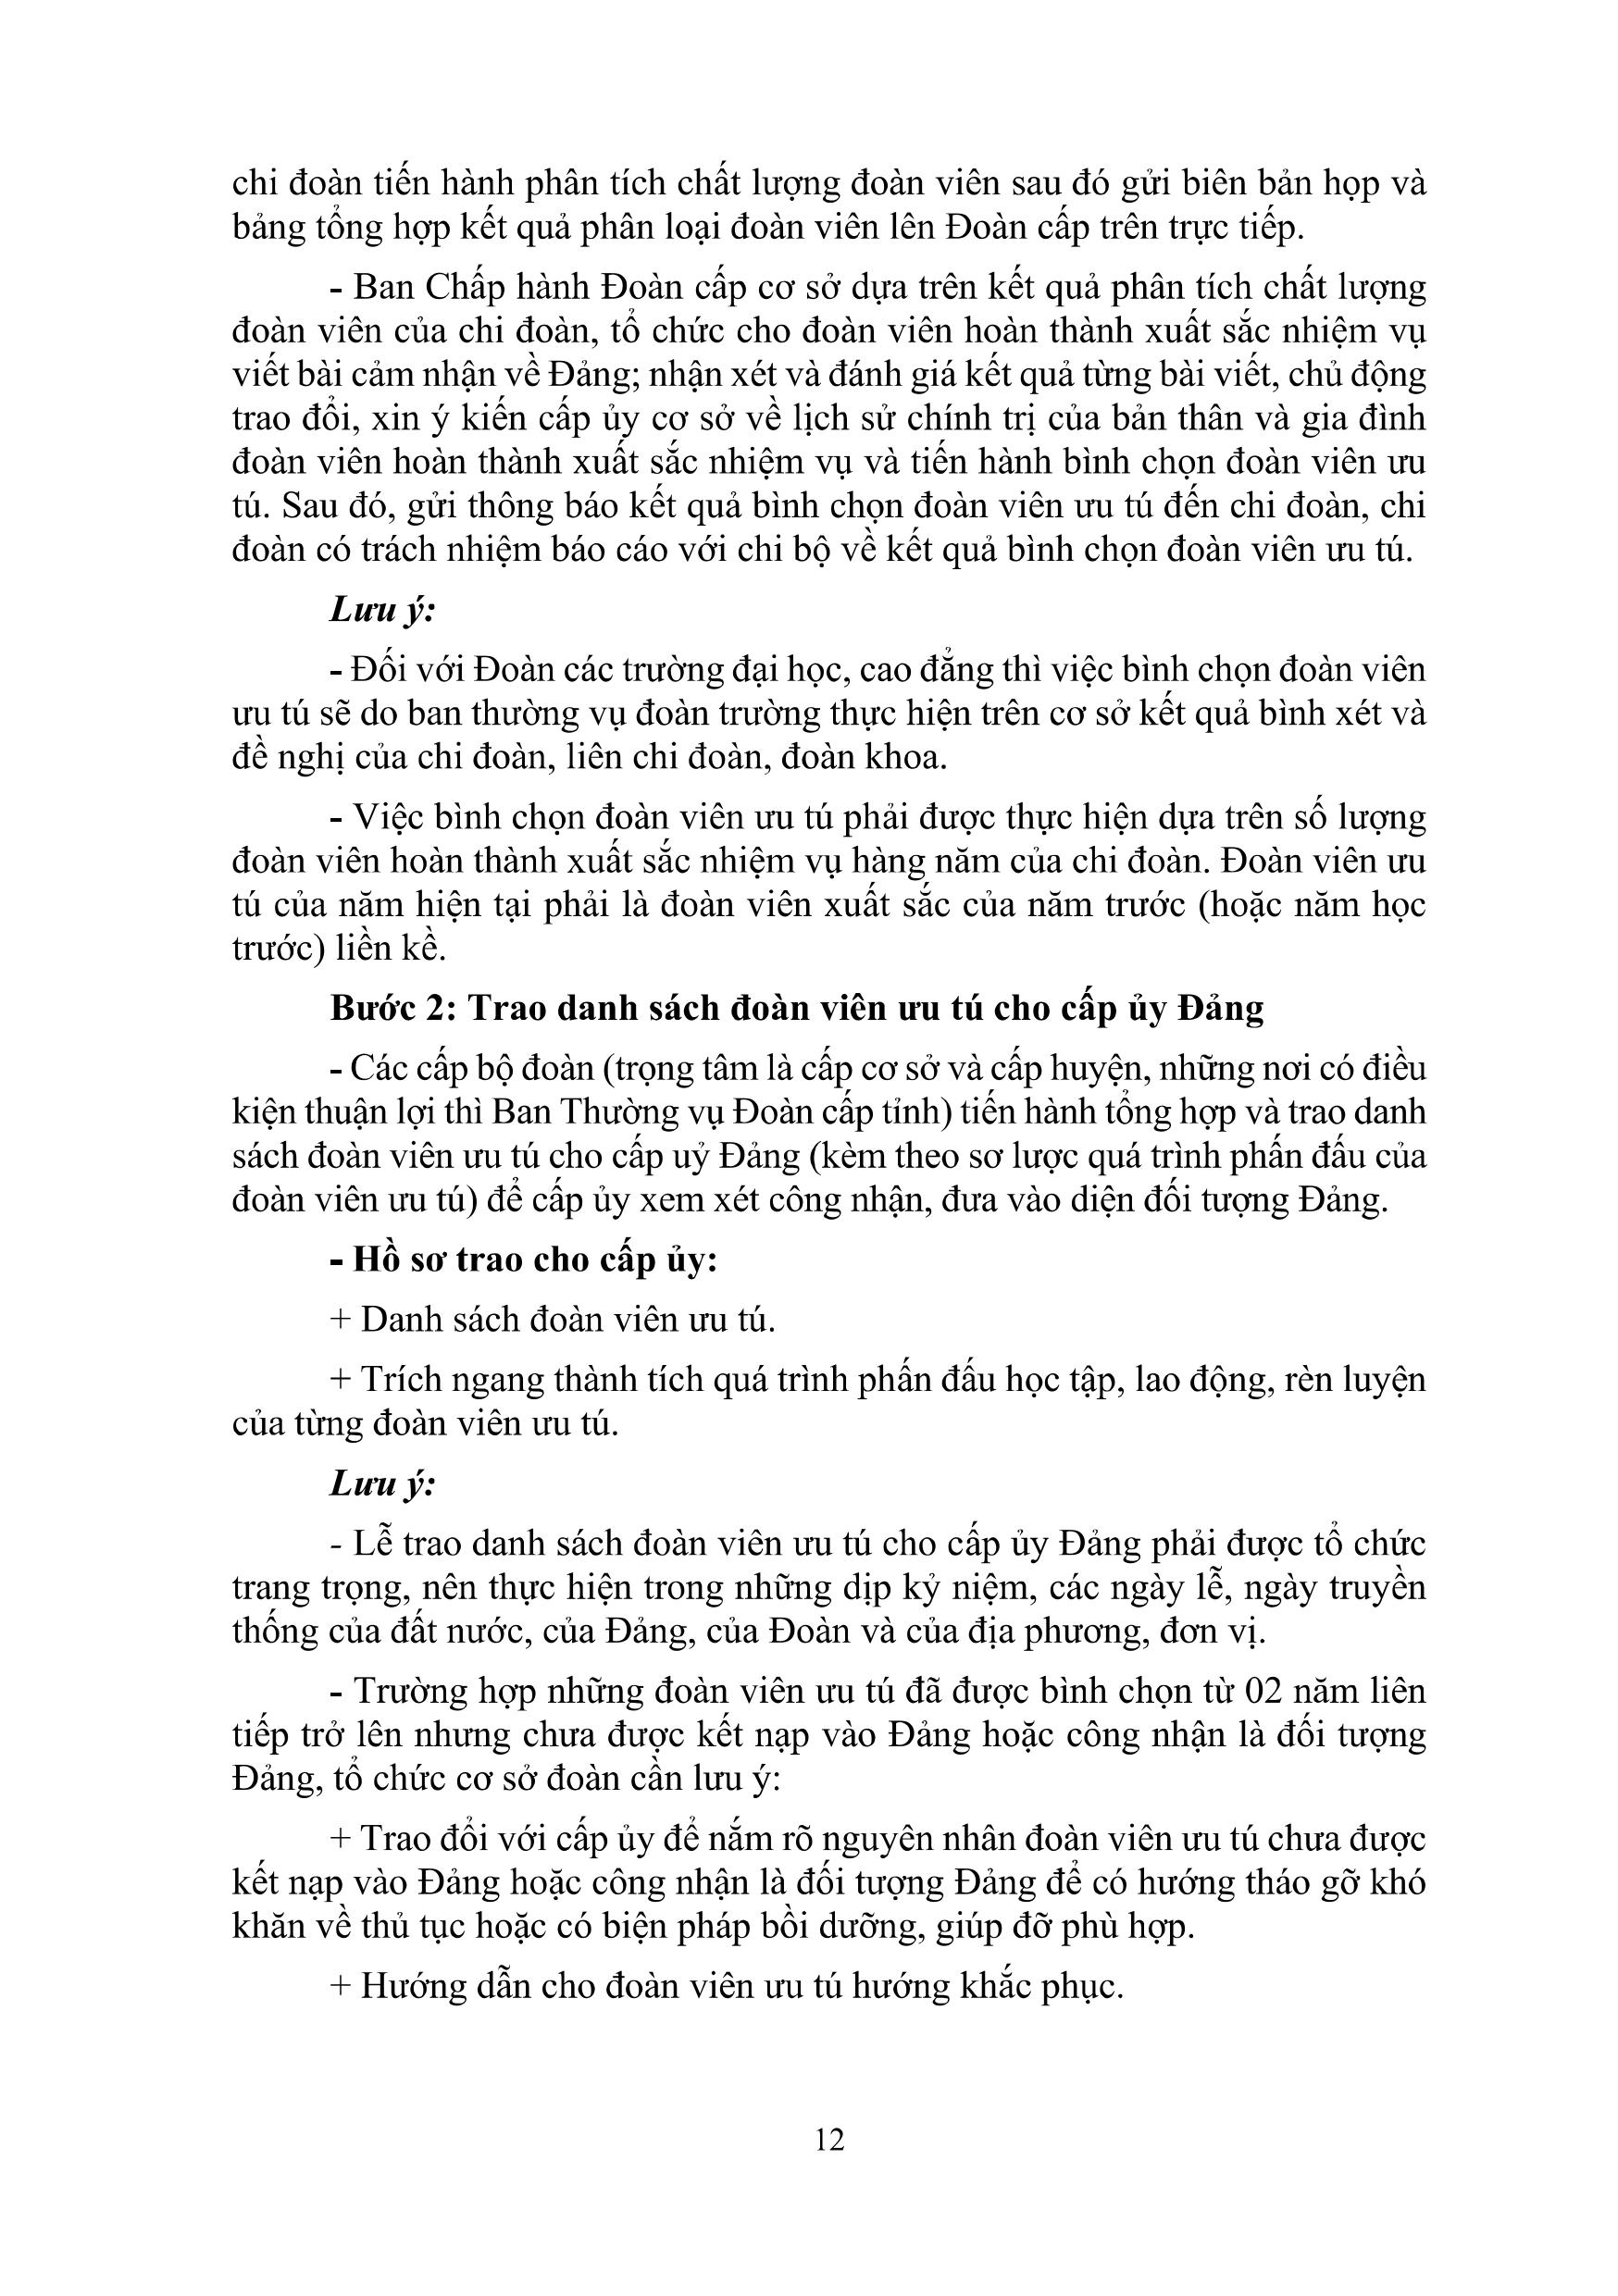 chi đoàn tiến hành phân tích chất lượng đoàn viên sau đó gửi biên bản họp và
bảng tổng hợp kết quả phân loại đoàn viên lên Đoàn cấp trên trực tiếp.
- Ban Chấp hành Đoàn cấp cơ sở dựa trên kết quả phân tích chất lượng
đoàn viên của chi đoàn, tổ chức cho đoàn viên hoàn thành xuất sắc nhiệm vụ
viết bài cảm nhận về Đảng; nhận xét và đánh giá kết quả từng bài viết, chủ động
trao đổi, xin ý kiến cấp ủy cơ sở về lịch sử chính trị của bản thân và gia đình
đoàn viên hoàn thành xuất sắc nhiệm vụ và tiến hành bình chọn đoàn viên ưu
tú. Sau đó, gửi thông báo kết quả bình chọn đoàn viên ưu tú đến chi đoàn, chi
đoàn có trách nhiệm báo cáo với chi bộ về kết quả bình chọn đoàn viên ưu tú.
Lưu ý:
- Đối với Đoàn các trường đại học, cao đẳng thì việc bình chọn đoàn viên
ưu tú sẽ do ban thường vụ đoàn trường thực hiện trên cơ sở kết quả bình xét và
đề nghị của chi đoàn, liên chi đoàn, đoàn khoa.
- Việc bình chọn đoàn viên ưu tú phải được thực hiện dựa trên số lượng
đoàn viên hoàn thành xuất sắc nhiệm vụ hàng năm của chi đoàn. Đoàn viên ưu
tú của năm hiện tại phải là đoàn viên xuất sắc của năm trước (hoặc năm học
trước) liền kề.
Bước 2: Trao danh sách đoàn viên ưu tú cho cấp ủy Đảng
- Các cấp bộ đoàn (trọng tâm là cấp cơ sở và cấp huyện, những nơi có điều
kiện thuận lợi thì Ban Thường vụ Đoàn cấp tỉnh) tiến hành tổng hợp và trao danh
sách đoàn viên ưu tú cho cấp uỷ Đảng (kèm theo sơ lược quá trình phấn đấu của
đoàn viên ưu tú) để cấp ủy xem xét công nhận, đưa vào diện đối tượng Đảng.
- Hồ sơ trao cho cấp ủy:
+ Danh sách đoàn viên ưu tú.
+ Trích ngang thành tích quá trình phấn đấu học tập, lao động, rèn luyện
của từng đoàn viên ưu tú.
Lưu ý:
- Lễ trao danh sách đoàn viên ưu tú cho cấp ủy Đảng phải được tổ chức
trang trọng, nên thực hiện trong những dịp kỷ niệm, các ngày lễ, ngày truyền
thống của đất nước, của Đảng, của Đoàn và của địa phương, đơn vị.
- Trường hợp những đoàn viên ưu tú đã được bình chọn từ 02 năm liên
tiếp trở lên nhưng chưa được kết nạp vào Đảng hoặc công nhận là đối tượng
Đảng, tổ chức cơ sở đoàn cần lưu ý:
+ Trao đổi với cấp ủy để nắm rõ nguyên nhân đoàn viên ưu tú chưa được
kết nạp vào Đảng hoặc công nhận là đối tượng Đảng để có hướng tháo gỡ khó
khăn về thủ tục hoặc có biện pháp bồi dưỡng, giúp đỡ phù hợp.
+ Hướng dẫn cho đoàn viên ưu tú hướng khắc phục.
12